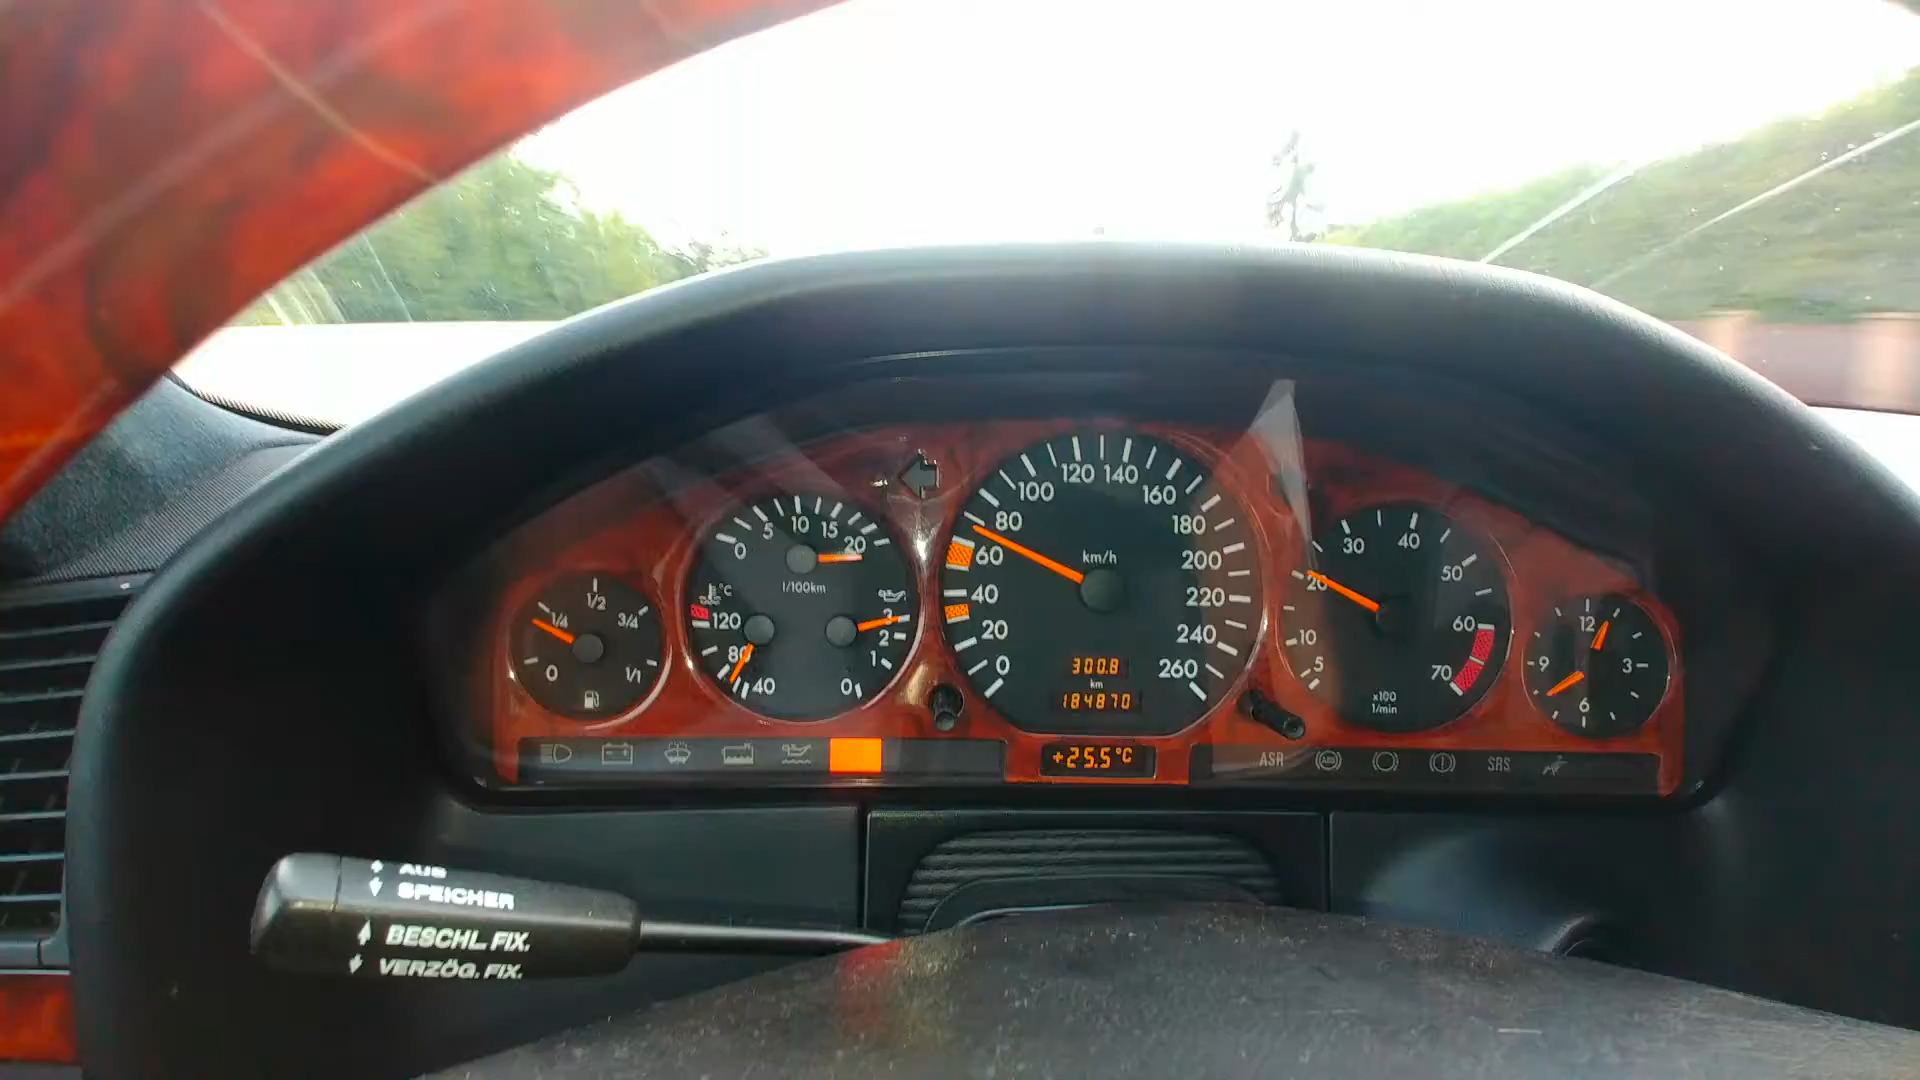 0 1/4 1/2 3/4 1/1
0 5 10 15 20
l/100km
°C
120 80 40
3 2 1 0
0 20 40 60 80 100 120 140 160 180 200 220 240 260
km/h
300.8
km
184870
+25.5°C
5 10 20 30 40 50 60 70
x100
1/min
12 3 6 9
ASR ABS SRS
AUS
SPEICHER
BESCHL. FIX.
VERZÖG. FIX.